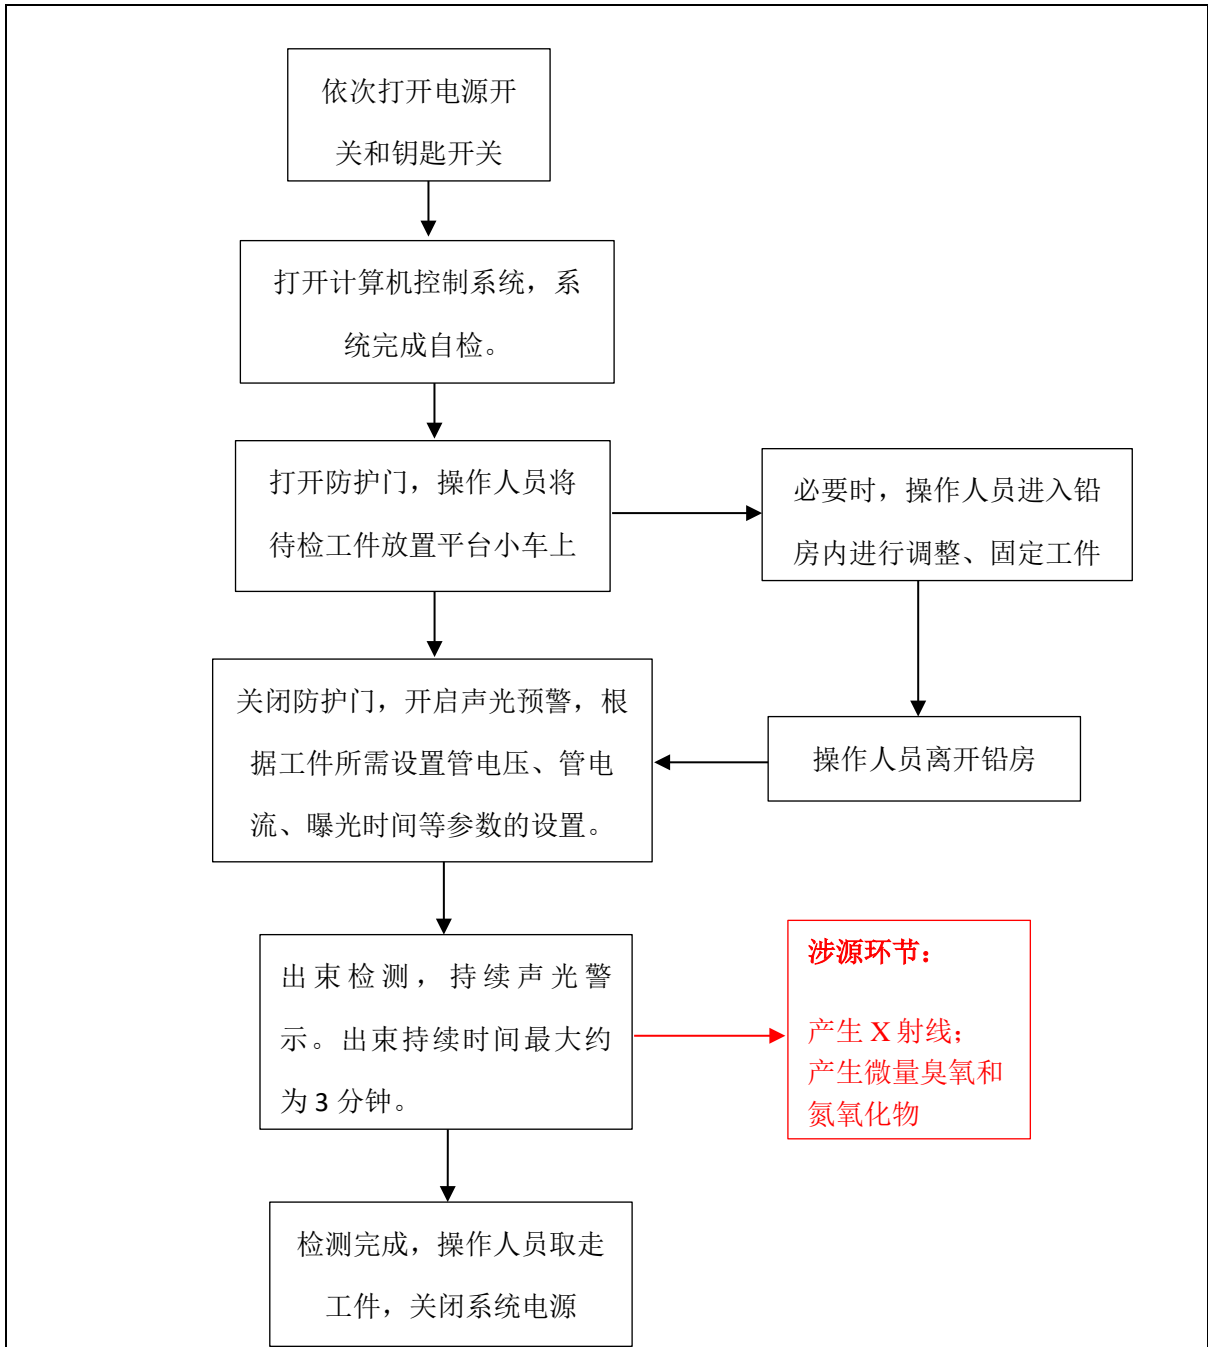 依次打开电源开
关和钥匙开关
打开计算机控制系统，系
统完成自检。
打开防护门，操作人员将
待检工件放置平台小车上
必要时，操作人员进入铅
房内进行调整、固定工件
关闭防护门，开启声光预警，根
据工件所需设置管电压、管电
流、曝光时间等参数的设置。
操作人员离开铅房
出束检测，持续声光警
示。出束持续时间最大约
为 3 分钟。
涉源环节：
产生 X 射线；
产生微量臭氧和
氮氧化物
检测完成，操作人员取走
工件，关闭系统电源